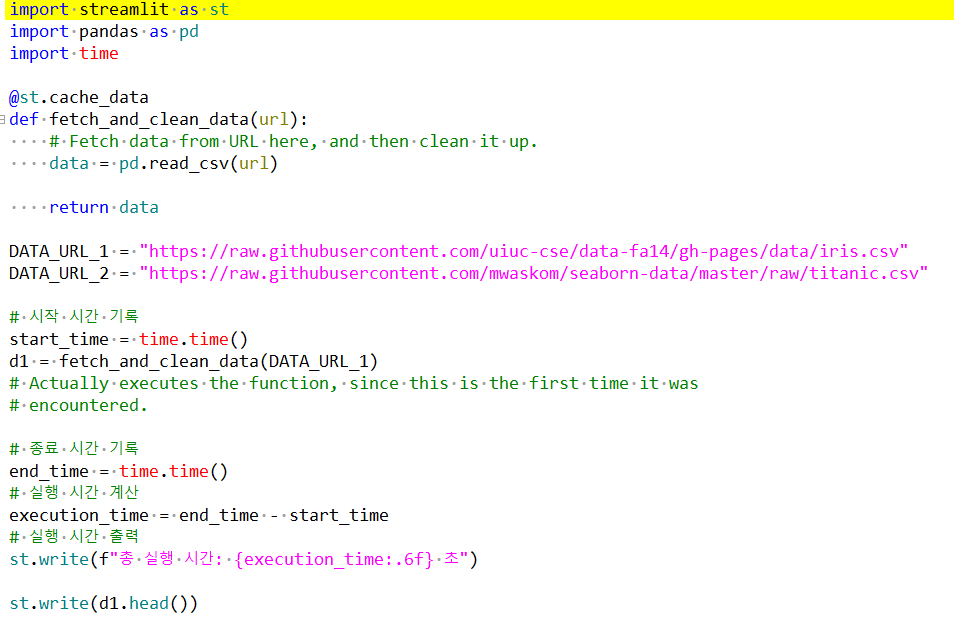 import streamlit as st
import pandas as pd
import time
@st.cache_data
def fetch_and_clean_data(url):
    # Fetch data from URL here, and then clean it up.
    data = pd.read_csv(url)
    return data
DATA_URL_1 = "https://raw.githubusercontent.com/uiuc-cse/data-fa14/gh-pages/data/iris.csv"
DATA_URL_2 = "https://raw.githubusercontent.com/mwaskom/seaborn-data/master/raw/titanic.csv"
# 시작 시간 기록
start_time = time.time()
d1 = fetch_and_clean_data(DATA_URL_1)
# Actually executes the function, since this is the first time it was
# encountered.
# 종료 시간 기록
end_time = time.time()
# 실행 시간 계산
execution_time = end_time - start_time
# 실행 시간 출력
st.write(f"총 실행 시간: {execution_time:.6f} 초")
st.write(d1.head())